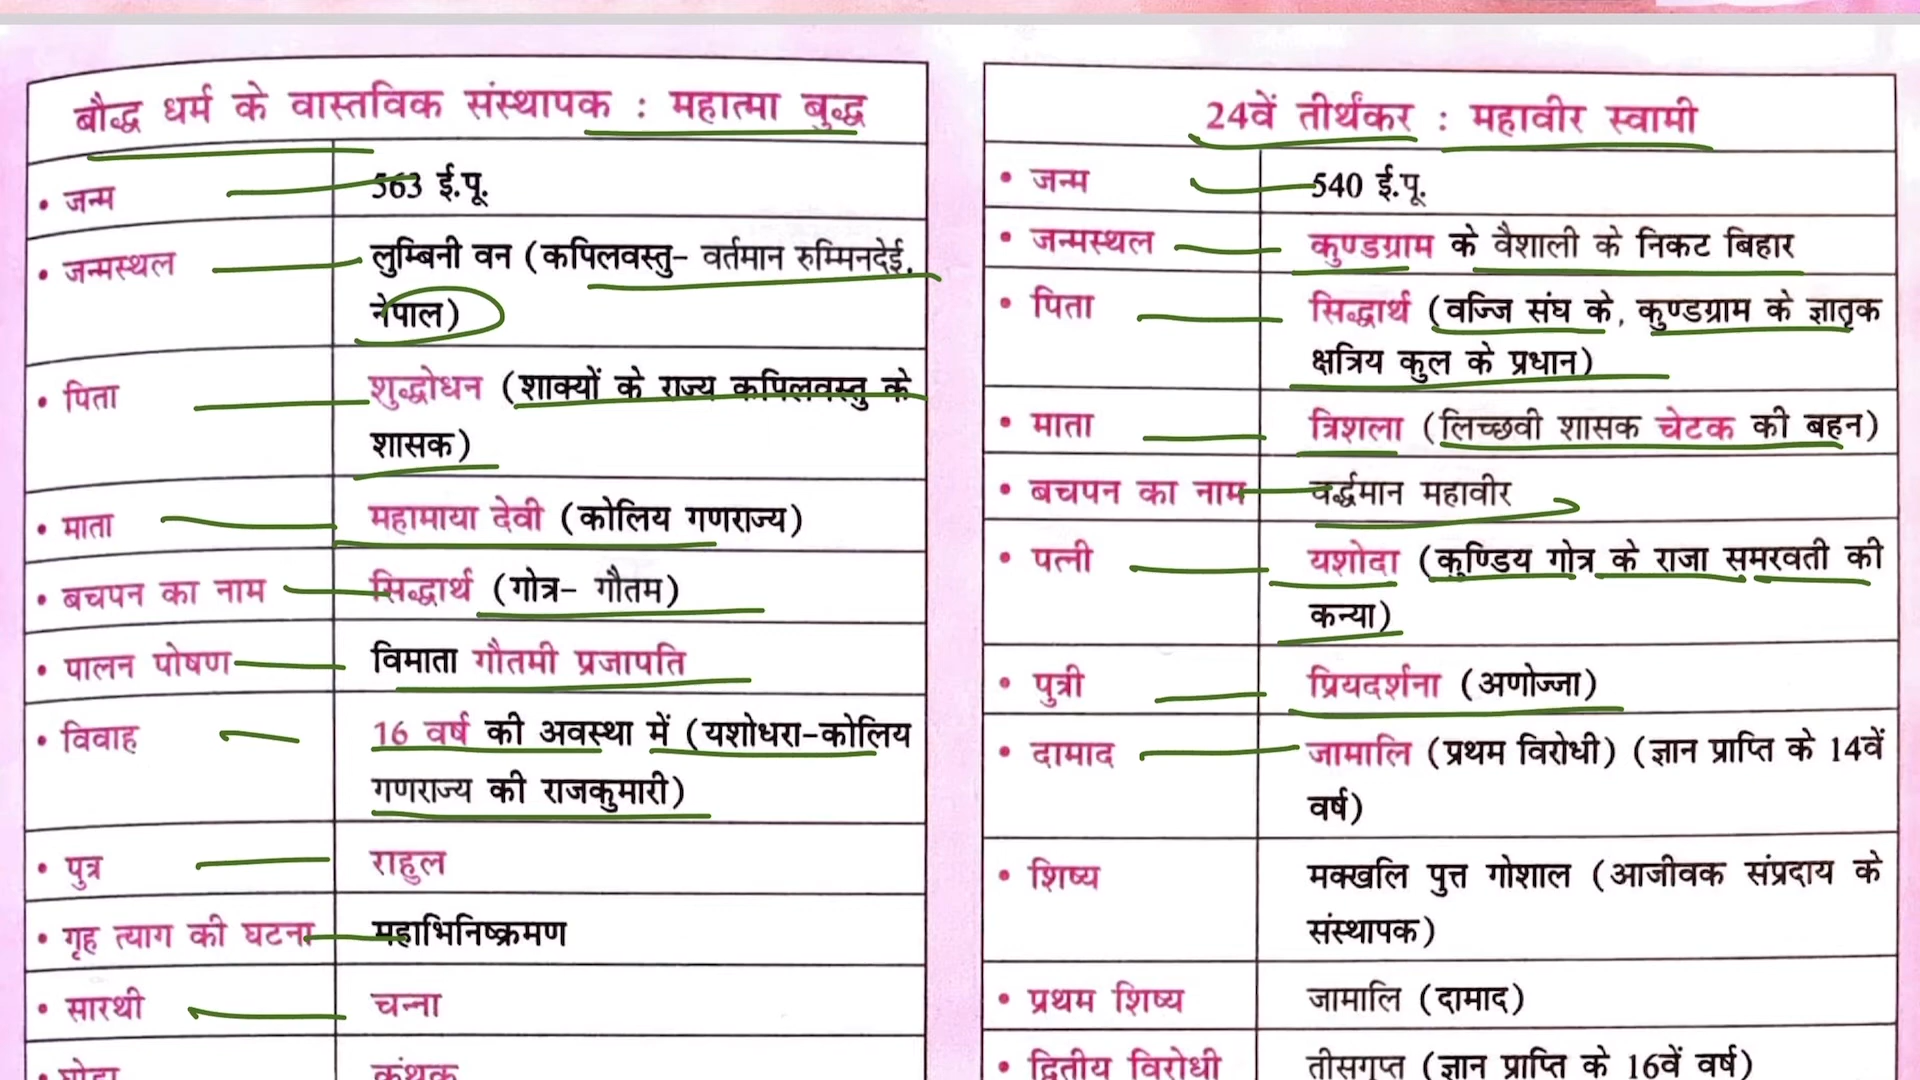 बौद्ध धर्म के वास्तविक संस्थापक : महात्मा बुद्ध
• जन्म 563 ई.पू.
• जन्मस्थल लुम्बिनी वन (कपिलवस्तु- वर्तमान रुम्मिनदेई,
नेपाल)
• पिता शुद्धोधन (शाक्यों के राज्य कपिलवस्तु के
शासक)
• माता महामाया देवी (कोलिय गणराज्य)
• बचपन का नाम सिद्धार्थ (गोत्र- गौतम)
• पालन पोषण विमाता गौतमी प्रजापति
• विवाह 16 वर्ष की अवस्था में (यशोधरा-कोलिय
गणराज्य की राजकुमारी)
• पुत्र राहुल
• गृह त्याग की घटना महाभिनिष्क्रमण
• सारथी चन्ना
• घोड़ा कंथक
24वें तीर्थंकर : महावीर स्वामी
• जन्म 540 ई.पू.
• जन्मस्थल कुण्डग्राम के वैशाली के निकट बिहार
• पिता सिद्धार्थ (वज्जि संघ के, कुण्डग्राम के ज्ञातृक
क्षत्रिय कुल के प्रधान)
• माता त्रिशला (लिच्छवी शासक चेटक की बहन)
• बचपन का नाम वर्द्धमान महावीर
• पत्नी यशोदा (कुण्डिय गोत्र के राजा समरवती की
कन्या)
• पुत्री प्रियदर्शना (अणोज्जा)
• दामाद जामालि (प्रथम विरोधी) (ज्ञान प्राप्ति के 14वें
वर्ष)
• शिष्य मक्खलि पुत्त गोशाल (आजीवक संप्रदाय के
संस्थापक)
• प्रथम शिष्य जामालि (दामाद)
• द्वितीय विरोधी तीसगुप्त (ज्ञान प्राप्ति के 16वें वर्ष)